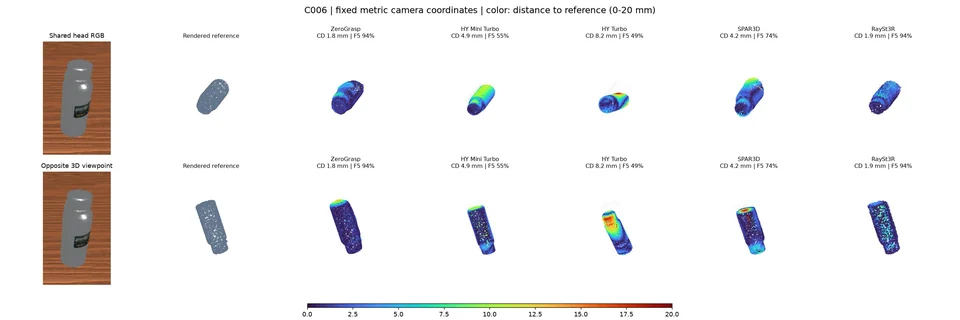 C006 | fixed metric camera coordinates | color: distance to reference (0-20 mm)
Shared head RGB
Rendered reference
ZeroGrasp
CD 1.8 mm | F5 94%
HY Mini Turbo
CD 4.9 mm | F5 55%
HY Turbo
CD 8.2 mm | F5 49%
SPAR3D
CD 4.2 mm | F5 74%
RaySt3R
CD 1.9 mm | F5 94%
Opposite 3D viewpoint
Rendered reference
ZeroGrasp
CD 1.8 mm | F5 94%
HY Mini Turbo
CD 4.9 mm | F5 55%
HY Turbo
CD 8.2 mm | F5 49%
SPAR3D
CD 4.2 mm | F5 74%
RaySt3R
CD 1.9 mm | F5 94%
0.0 2.5 5.0 7.5 10.0 12.5 15.0 17.5 20.0